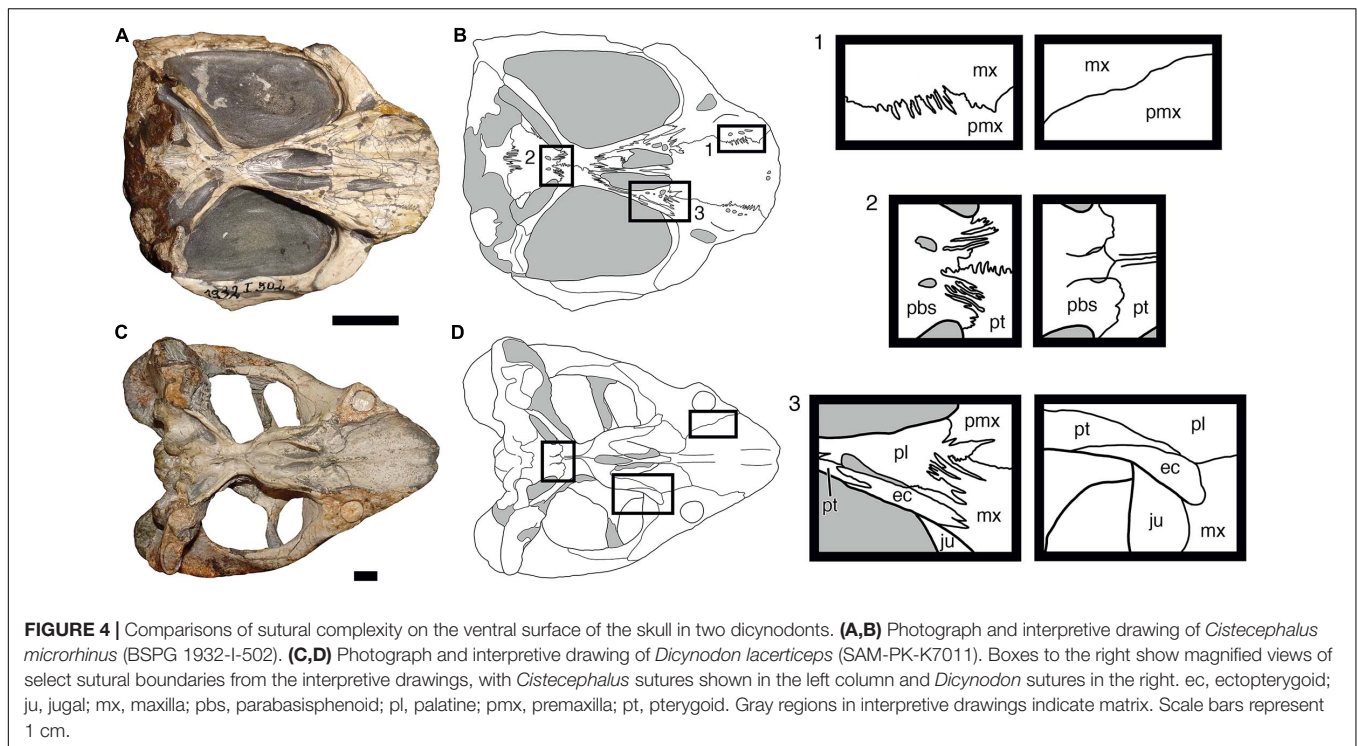 A
B
1
mx
pmx
mx
pmx
2
1
3
1932 I 502
2
pbs
pt
pbs
pt
C
D
3
pmx
pl
ec
pt
mx
ju
pt
pl
ec
ju
mx
FIGURE 4 | Comparisons of sutural complexity on the ventral surface of the skull in two dicynodonts. (A,B) Photograph and interpretive drawing of Cistecephalus
microrhinus (BSPG 1932-I-502). (C,D) Photograph and interpretive drawing of Dicynodon lacerticeps (SAM-PK-K7011). Boxes to the right show magnified views of
select sutural boundaries from the interpretive drawings, with Cistecephalus sutures shown in the left column and Dicynodon sutures in the right. ec, ectopterygoid;
ju, jugal; mx, maxilla; pbs, parabasisphenoid; pl, palatine; pmx, premaxilla; pt, pterygoid. Gray regions in interpretive drawings indicate matrix. Scale bars represent
1 cm.